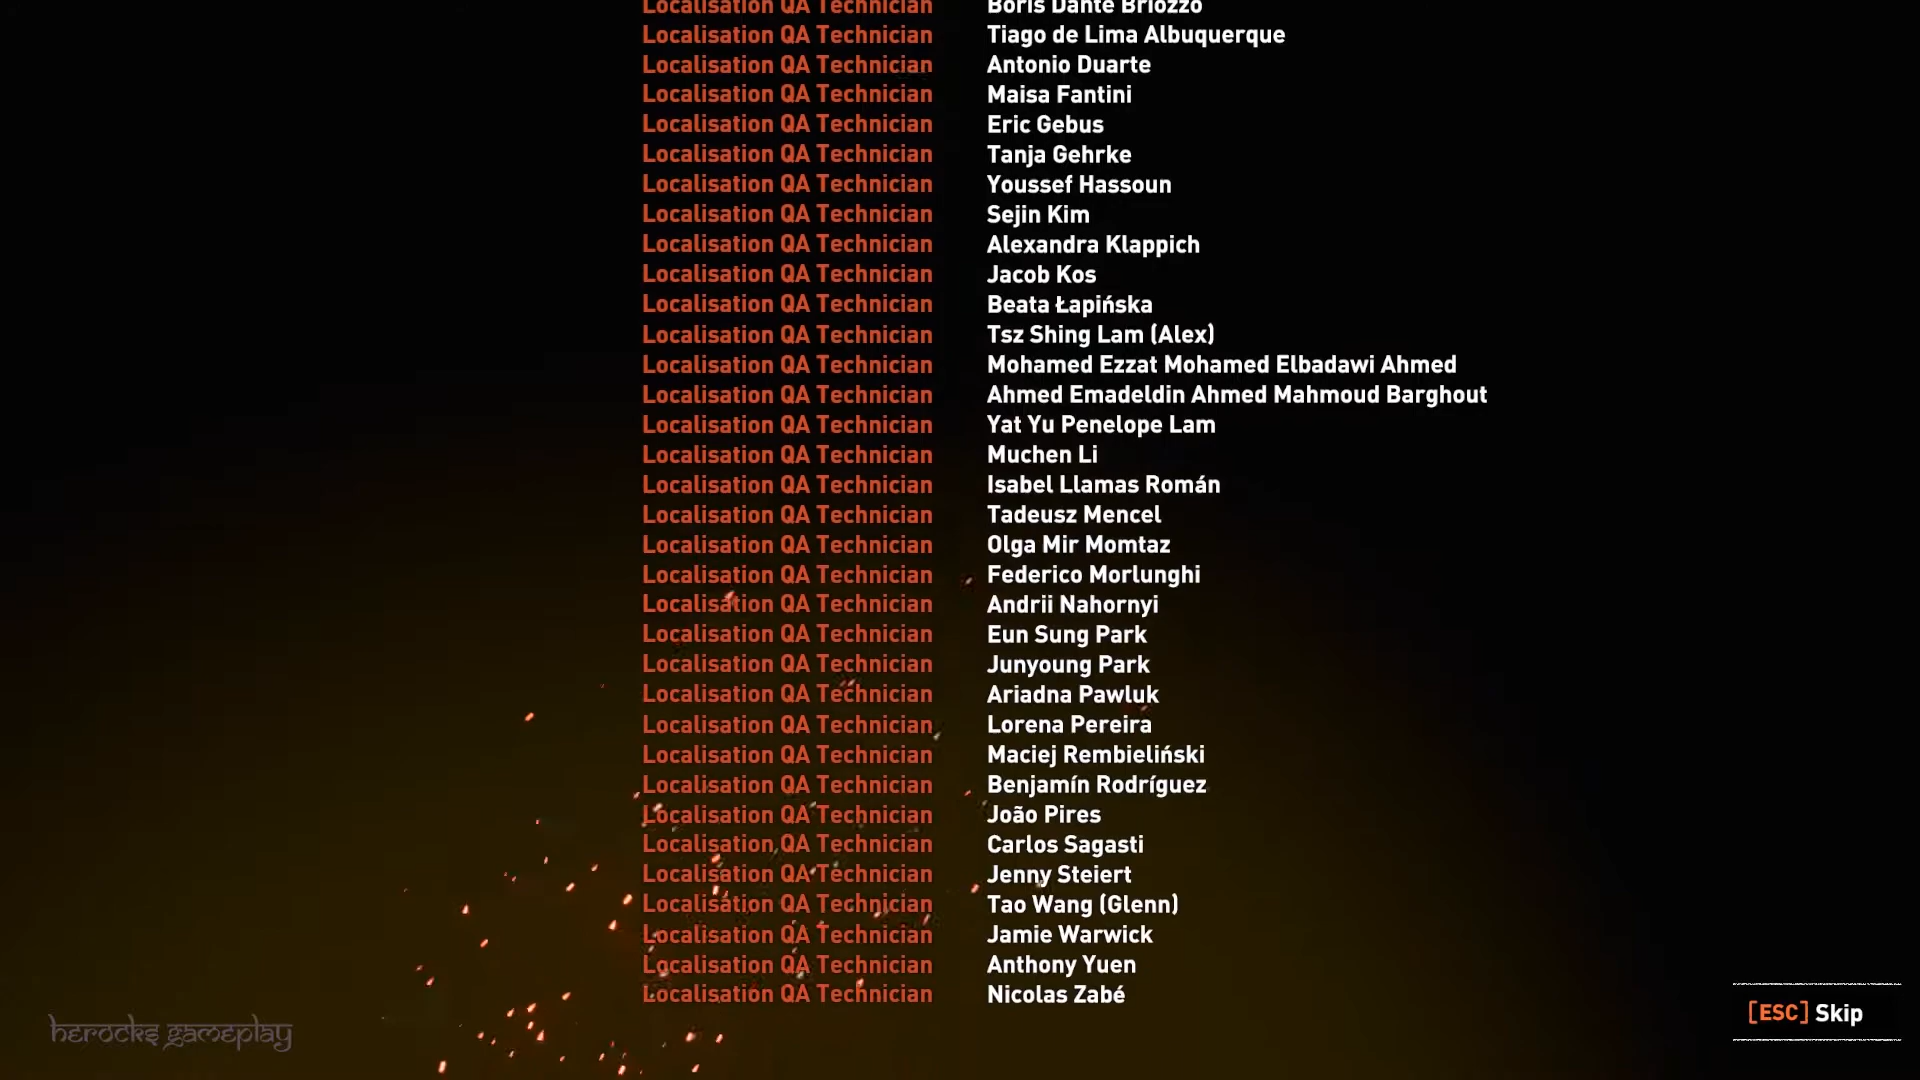 Localisation QA Technician Boris Dante Briozzo
Localisation QA Technician Tiago de Lima Albuquerque
Localisation QA Technician Antonio Duarte
Localisation QA Technician Maisa Fantini
Localisation QA Technician Eric Gebus
Localisation QA Technician Tanja Gehrke
Localisation QA Technician Youssef Hassoun
Localisation QA Technician Sejin Kim
Localisation QA Technician Alexandra Klappich
Localisation QA Technician Jacob Kos
Localisation QA Technician Beata Łapińska
Localisation QA Technician Tsz Shing Lam (Alex)
Localisation QA Technician Mohamed Ezzat Mohamed Elbadawi Ahmed
Localisation QA Technician Ahmed Emadeldin Ahmed Mahmoud Barghout
Localisation QA Technician Yat Yu Penelope Lam
Localisation QA Technician Muchen Li
Localisation QA Technician Isabel Llamas Román
Localisation QA Technician Tadeusz Mencel
Localisation QA Technician Olga Mir Momtaz
Localisation QA Technician Federico Morlunghi
Localisation QA Technician Andrii Nahornyi
Localisation QA Technician Eun Sung Park
Localisation QA Technician Junyoung Park
Localisation QA Technician Ariadna Pawluk
Localisation QA Technician Lorena Pereira
Localisation QA Technician Maciej Rembieliński
Localisation QA Technician Benjamín Rodríguez
Localisation QA Technician João Pires
Localisation QA Technician Carlos Sagasti
Localisation QA Technician Jenny Steiert
Localisation QA Technician Tao Wang (Glenn)
Localisation QA Technician Jamie Warwick
Localisation QA Technician Anthony Yuen
Localisation QA Technician Nicolas Zabé
[ESC] Skip
herocks gameplay